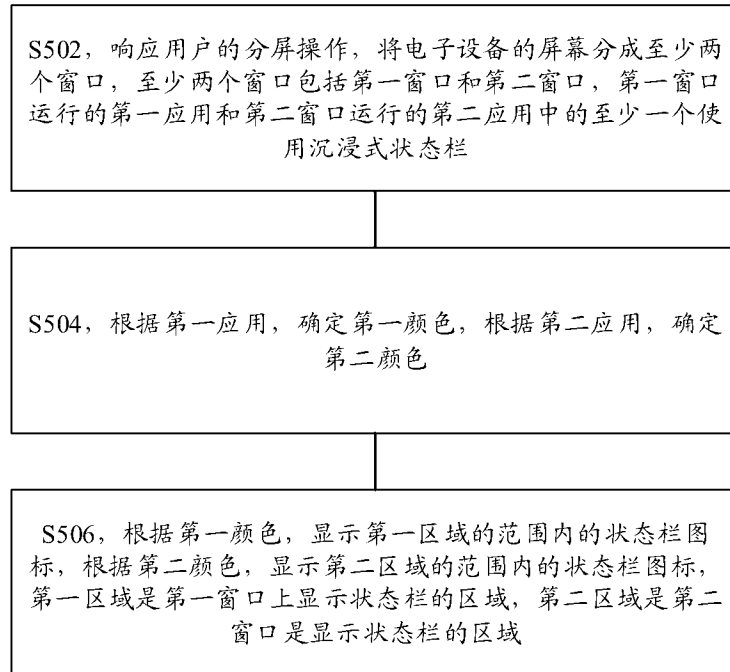 S502，响应用户的分屏操作，将电子设备的屏幕分成至少两
个窗口，至少两个窗口包括第一窗口和第二窗口，第一窗口
运行的第一应用和第二窗口运行的第二应用中的至少一个使
用沉浸式状态栏
S504，根据第一应用，确定第一颜色，根据第二应用，确定
第二颜色
S506，根据第一颜色，显示第一区域的范围内的状态栏图
标，根据第二颜色，显示第二区域的范围内的状态栏图标，
第一区域是第一窗口上显示状态栏的区域，第二区域是第二
窗口是显示状态栏的区域